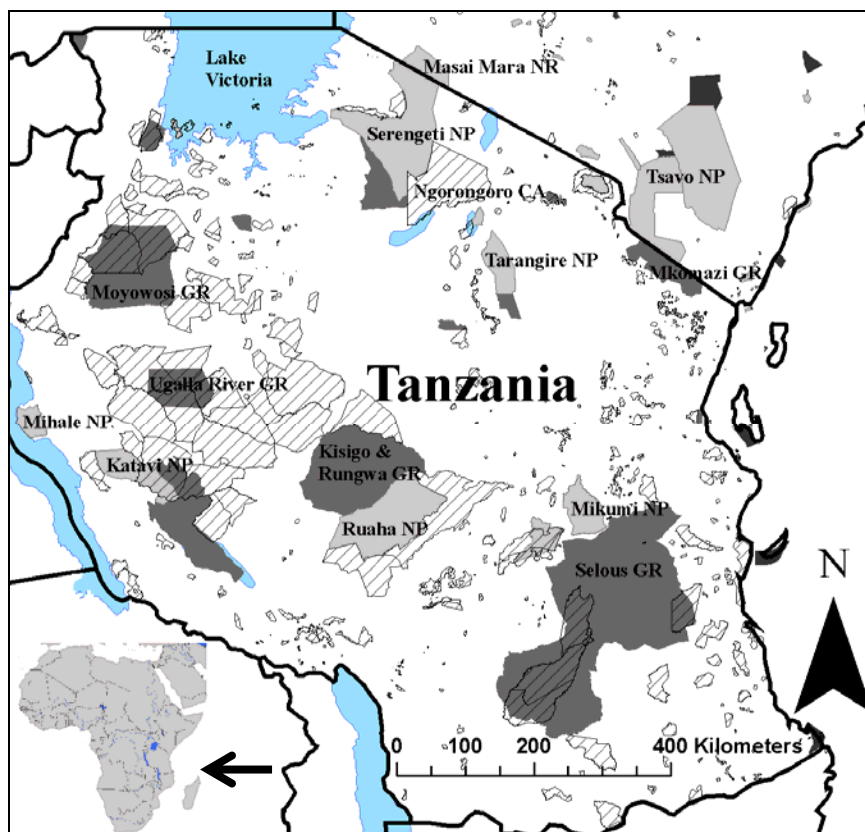 Lake
Victoria
Masai Mara NR
Serengeti NP
Tsavo NP
Ngorongoro CA
Tarangire NP
Mkomazi GR
Moyowosi GR
Tanzania
Ugalla River GR
Mihale NP
Katavi NP
Kisigo &
Rungwa GR
Ruaha NP
Mikumi NP
Selous GR
N
0 100 200 400 Kilometers